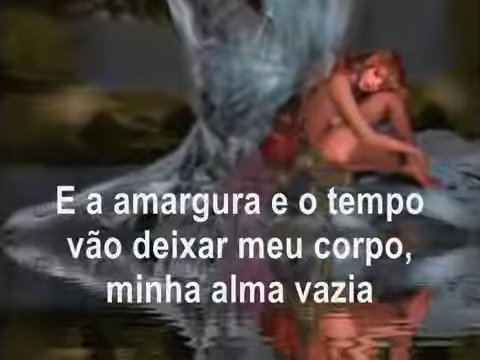 E a amargura e o tempo
vão deixar meu corpo,
minha alma vazia